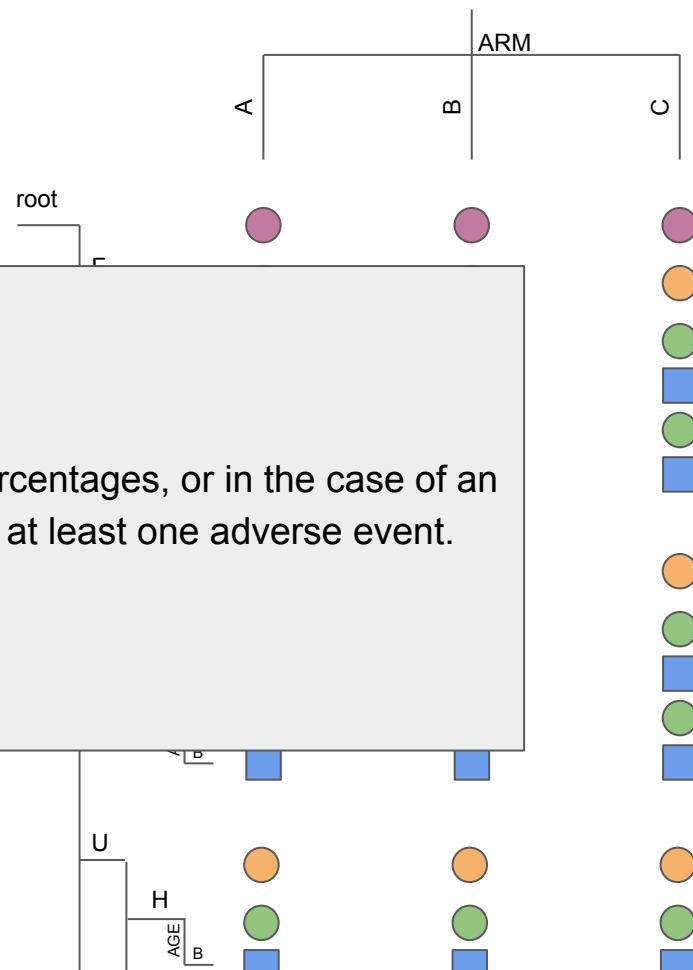 ARM
A
B
C
root
rcentages, or in the case of an
at least one adverse event.
B
U
H
AGE
B